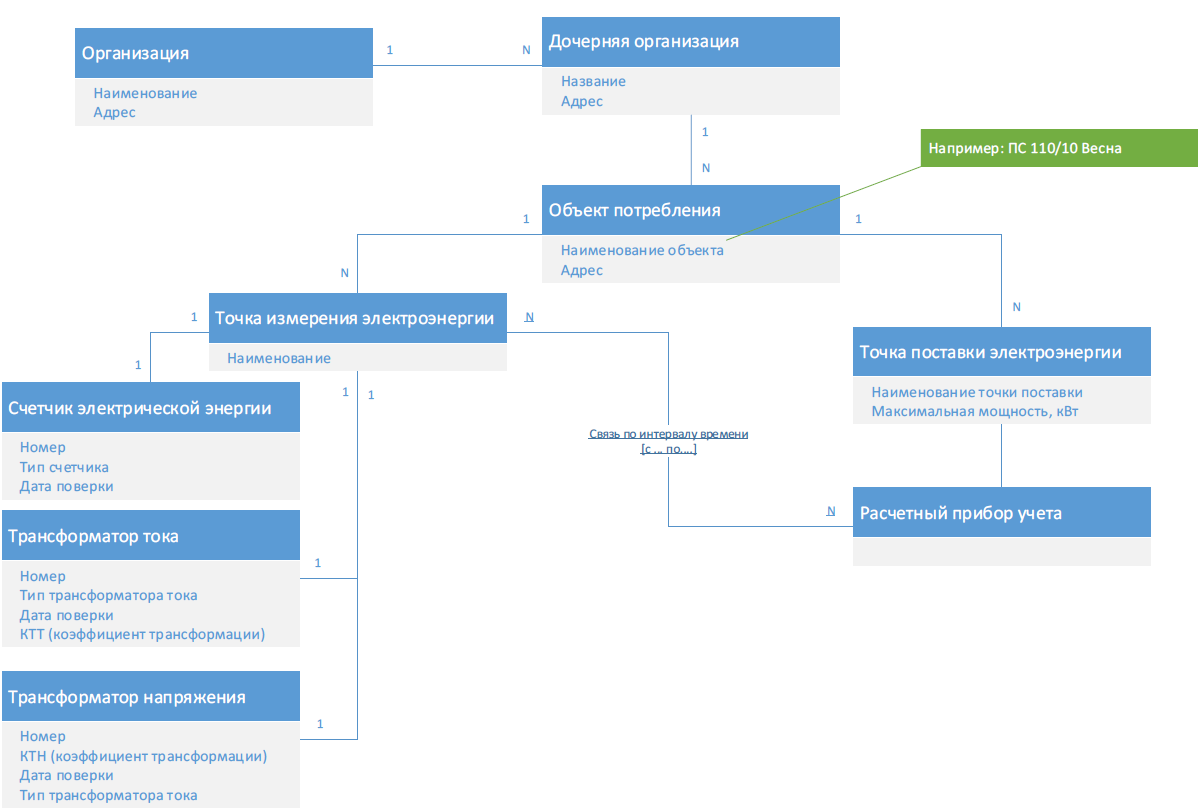 Организация
1
N
Дочерняя организация
Наименование
Адрес
Название
Адрес
1
N
Например: ПС 110/10 Весна
Объект потребления
1
1
Наименование объекта
Адрес
N
N
Точка измерения электроэнергии
1
N
Наименование
1
Точка поставки электроэнергии
Наименование точки поставки
Максимальная мощность, кВт
1
1
Счетчик электрической энергии
Номер
Тип счетчика
Дата поверки
Связь по интервалу времени
[с ... по....]
N
Расчетный прибор учета
Трансформатор тока
1
Номер
Тип трансформатора тока
Дата поверки
КТТ (коэффициент трансформации)
Трансформатор напряжения
1
Номер
КТН (коэффициент трансформации)
Дата поверки
Тип трансформатора тока